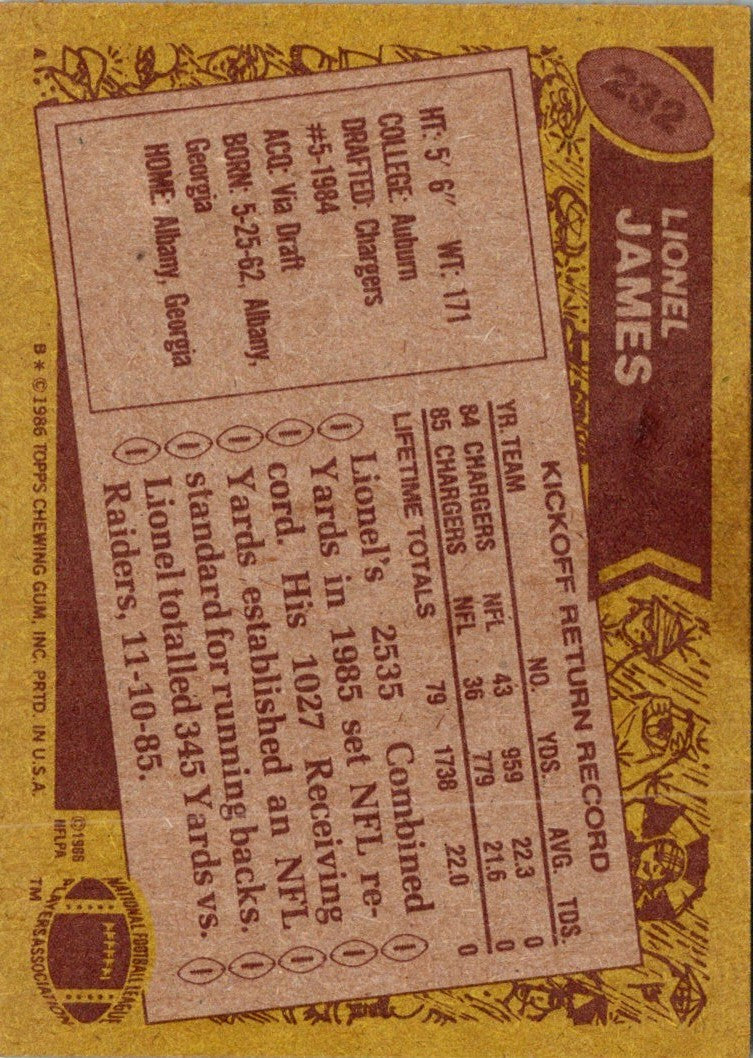 232
LIONEL
JAMES
HT: 5' 6" WT: 171
COLLEGE: Auburn
DRAFTED: Chargers
#5-1984
ACQ: Via Draft
BORN: 5-25-62, Albany,
Georgia
HOME: Albany, Georgia
KICKOFF RETURN RECORD
YR. TEAM NO. YDS. AVG. TDS.
84 CHARGERS NFL 43 959 22.3 0
85 CHARGERS NFL 36 779 21.6 0
LIFETIME TOTALS 79 1738 22.0 0
Lionel's 2535 Combined
Yards in 1985 set NFL re-
cord. His 1027 Receiving
Yards established an NFL
standard for running backs.
Lionel totalled 345 Yards vs.
Raiders, 11-10-85.
A
B * © 1986 TOPPS CHEWING GUM, INC. PRTD. IN U.S.A.
© 1986
NFLPA
NATIONAL FOOTBALL LEAGUE
PLAYERS ASSOCIATION
TM